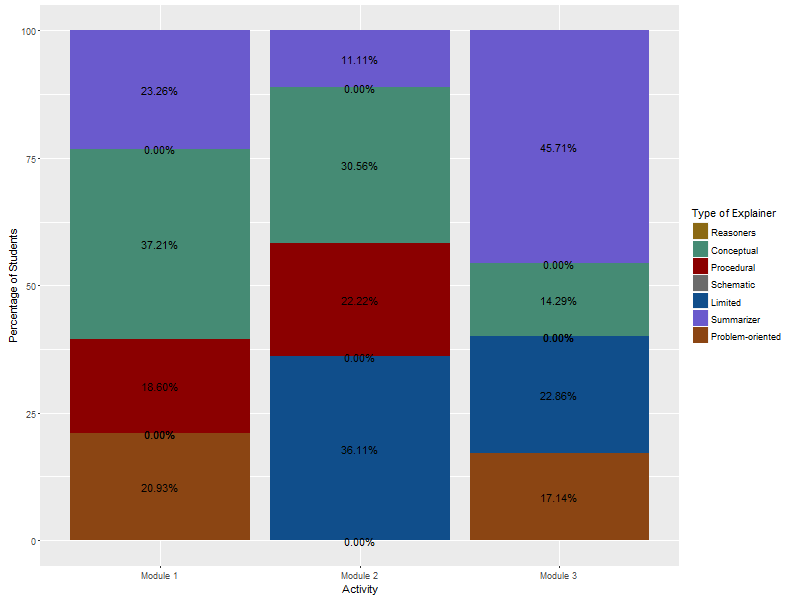 100
75
50
25
0
Percentage of Students
23.26%
0.00%
37.21%
18.60%
0.00%
20.93%
Module 1
11.11%
0.00%
30.56%
22.22%
0.00%
36.11%
0.00%
Module 2
45.71%
0.00%
14.29%
0.00%
22.86%
17.14%
Module 3
Activity
Type of Explainer
Reasoners
Conceptual
Procedural
Schematic
Limited
Summarizer
Problem-oriented